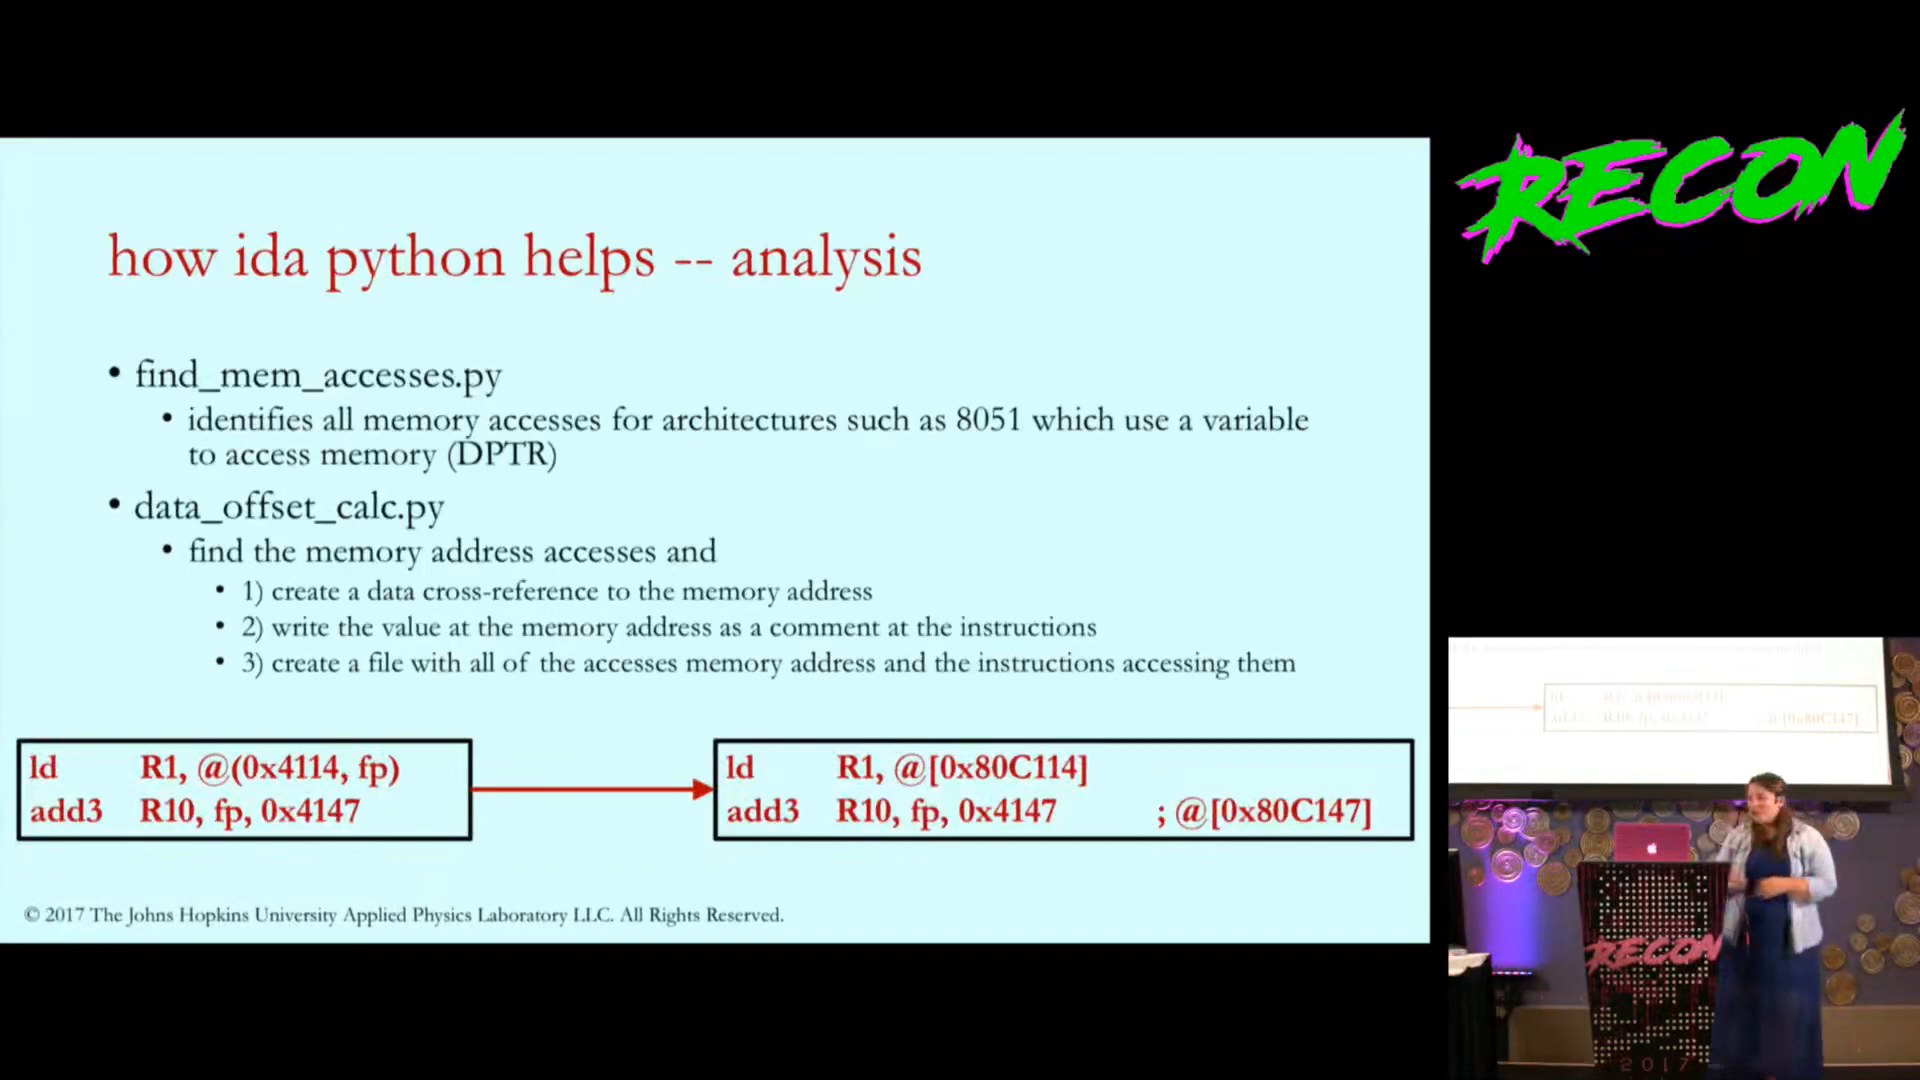 how ida python helps -- analysis
• find_mem_accesses.py
• identifies all memory accesses for architectures such as 8051 which use a variable
to access memory (DPTR)
• data_offset_calc.py
• find the memory address accesses and
• 1) create a data cross-reference to the memory address
• 2) write the value at the memory address as a comment at the instructions
• 3) create a file with all of the accesses memory address and the instructions accessing them
ld R1, @(0x4114, fp)
add3 R10, fp, 0x4147
ld R1, @[0x80C114]
add3 R10, fp, 0x4147 ; @[0x80C147]
© 2017 The Johns Hopkins University Applied Physics Laboratory LLC. All Rights Reserved.
RECON
RECON
2017